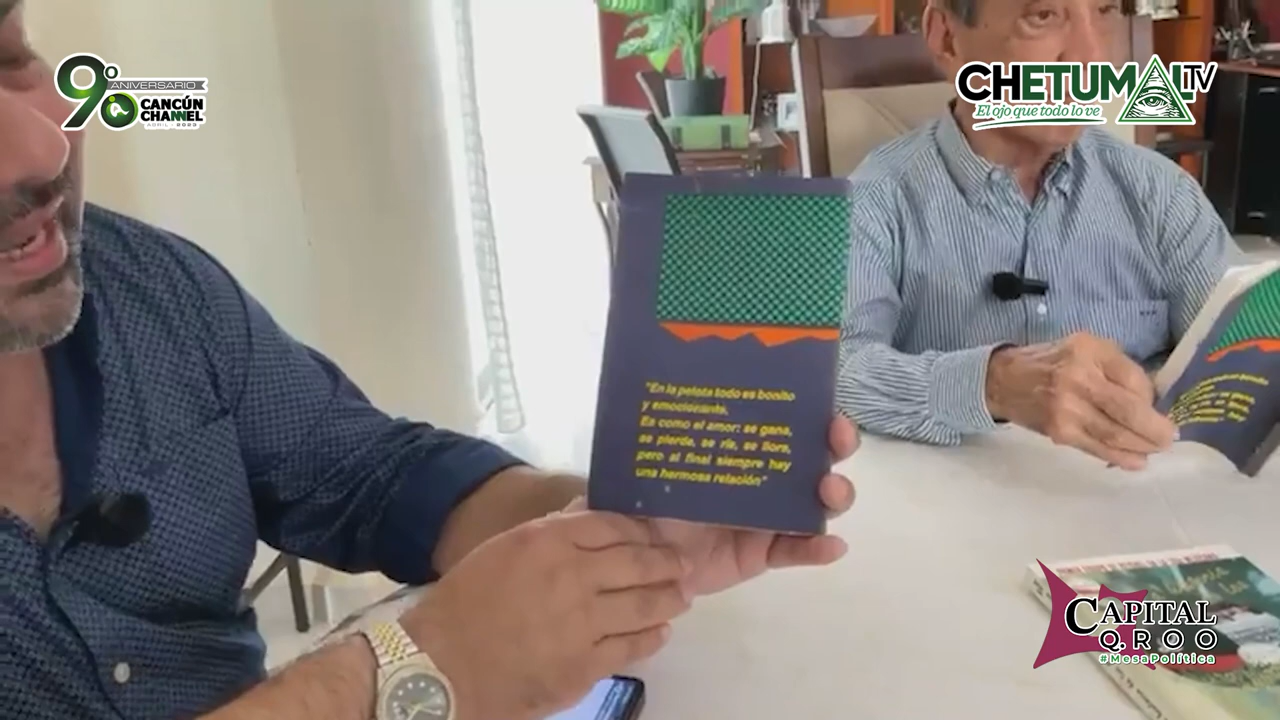 9°
ANIVERSARIO
CANCÚN
CHANNEL
ABRIL - 2023
CHETUMAL TV
El ojo que todo lo ve
"En la pelota todo es bonito
y emocionante.
Es como el amor: se gana,
se pierde, se ríe, se llora,
pero al final siempre hay
una hermosa relación"
CAPITAL
Q. ROO
#MesaPolítica